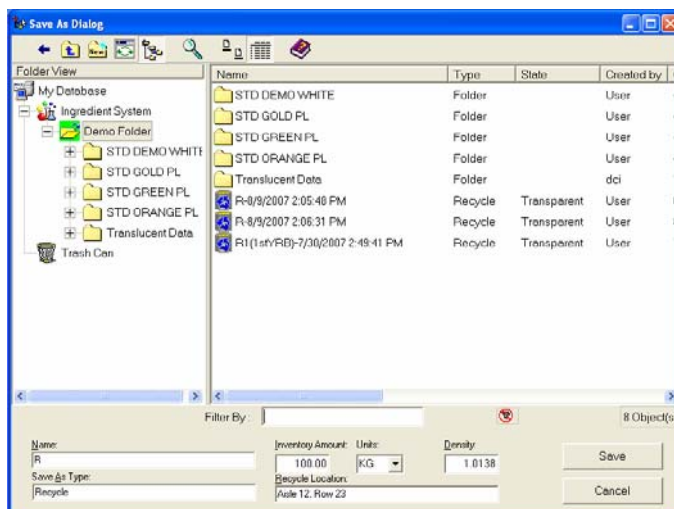 Save As Dialog
Folder View
My Database
Ingredient System
Demo Folder
STD DEMO WHITE
STD GOLD PL
STD GREEN PL
STD ORANGE PL
Translucent Data
Trash Can
Name Type State Created by
STD DEMO WHITE Folder User
STD GOLD PL Folder User
STD GREEN PL Folder User
STD ORANGE PL Folder User
Translucent Data Folder dci
R-8/9/2007 2:05:48 PM Recycle Transparent User
R-8/9/2007 2:06:31 PM Recycle Transparent User
R1(1stYRB)-7/30/2007 2:49:41 PM Recycle Transparent User
Filter By: 8 Object(s
Name: Inventory Amount: Units: Density
R 100.00 KG 1.0138 Save
Save As Type: Recycle Location:
Recycle Aisle 12, Row 23 Cancel